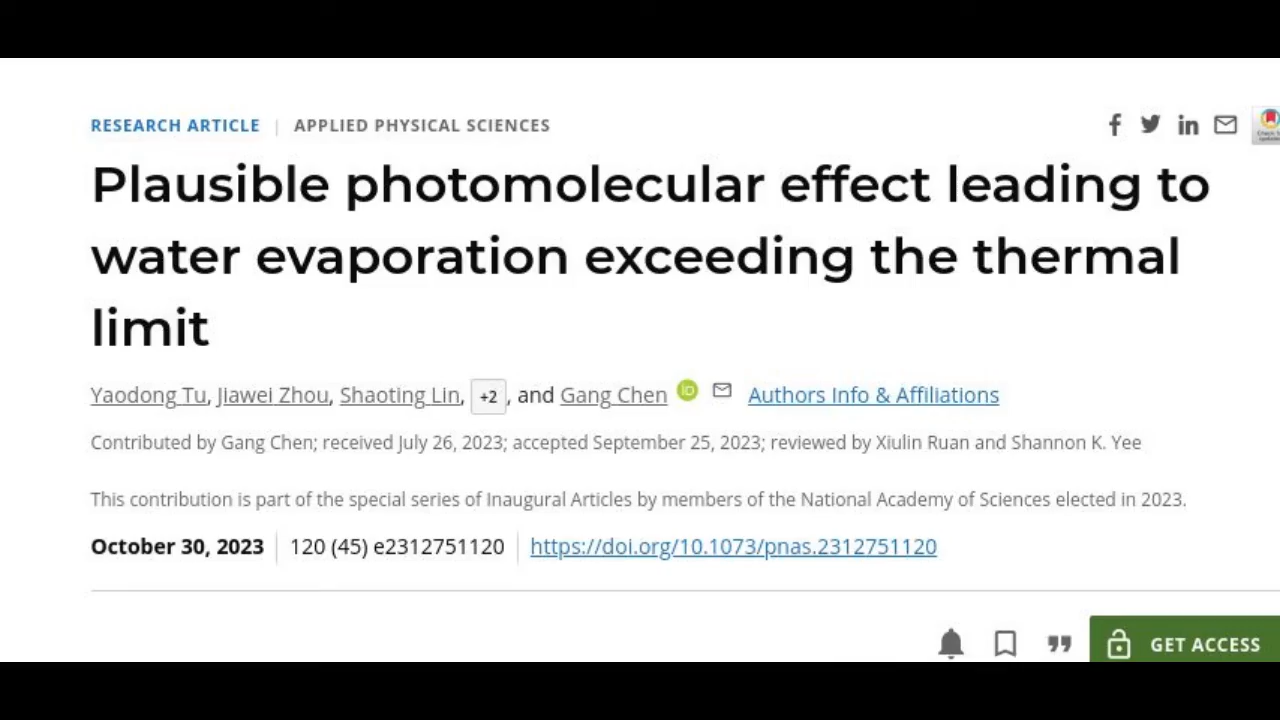 RESEARCH ARTICLE | APPLIED PHYSICAL SCIENCES
Plausible photomolecular effect leading to
water evaporation exceeding the thermal
limit
Yaodong Tu, Jiawei Zhou, Shaoting Lin, +2, and Gang Chen iD Authors Info & Affiliations
Contributed by Gang Chen; received July 26, 2023; accepted September 25, 2023; reviewed by Xiulin Ruan and Shannon K. Yee
This contribution is part of the special series of Inaugural Articles by members of the National Academy of Sciences elected in 2023.
October 30, 2023 | 120 (45) e2312751120 | https://doi.org/10.1073/pnas.2312751120
GET ACCESS